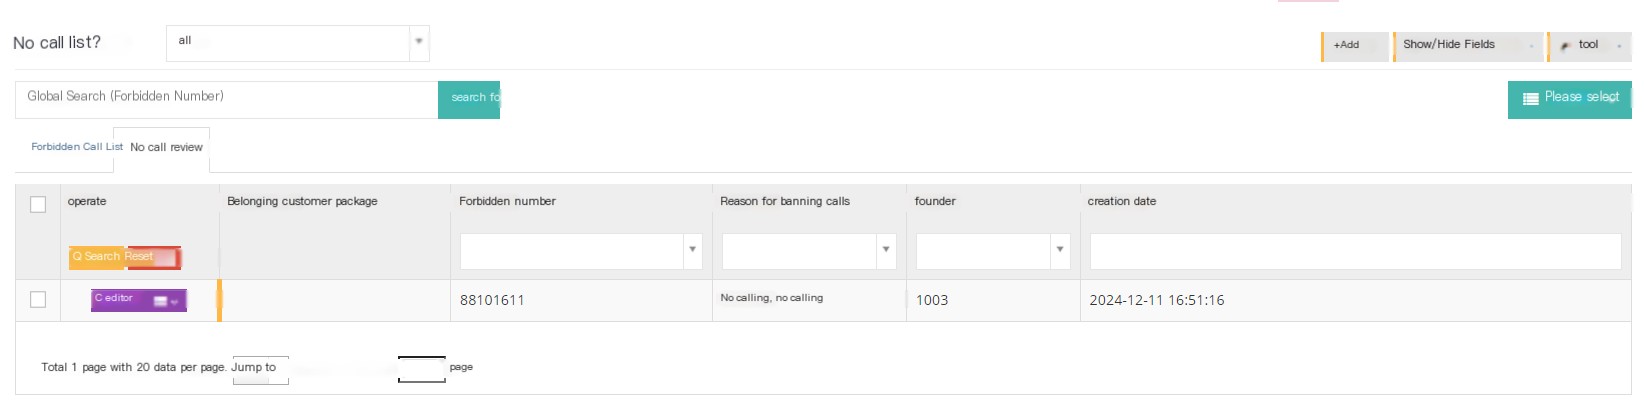 No call list?
all
+Add
Show/Hide Fields
tool
Global Search (Forbidden Number)
search fo
Please select
Forbidden Call List
No call review
operate
Belonging customer package
Forbidden number
Reason for banning calls
founder
creation date
Q Search Reset
C editor
88101611
No calling, no calling
1003
2024-12-11 16:51:16
Total 1 page with 20 data per page. Jump to
page